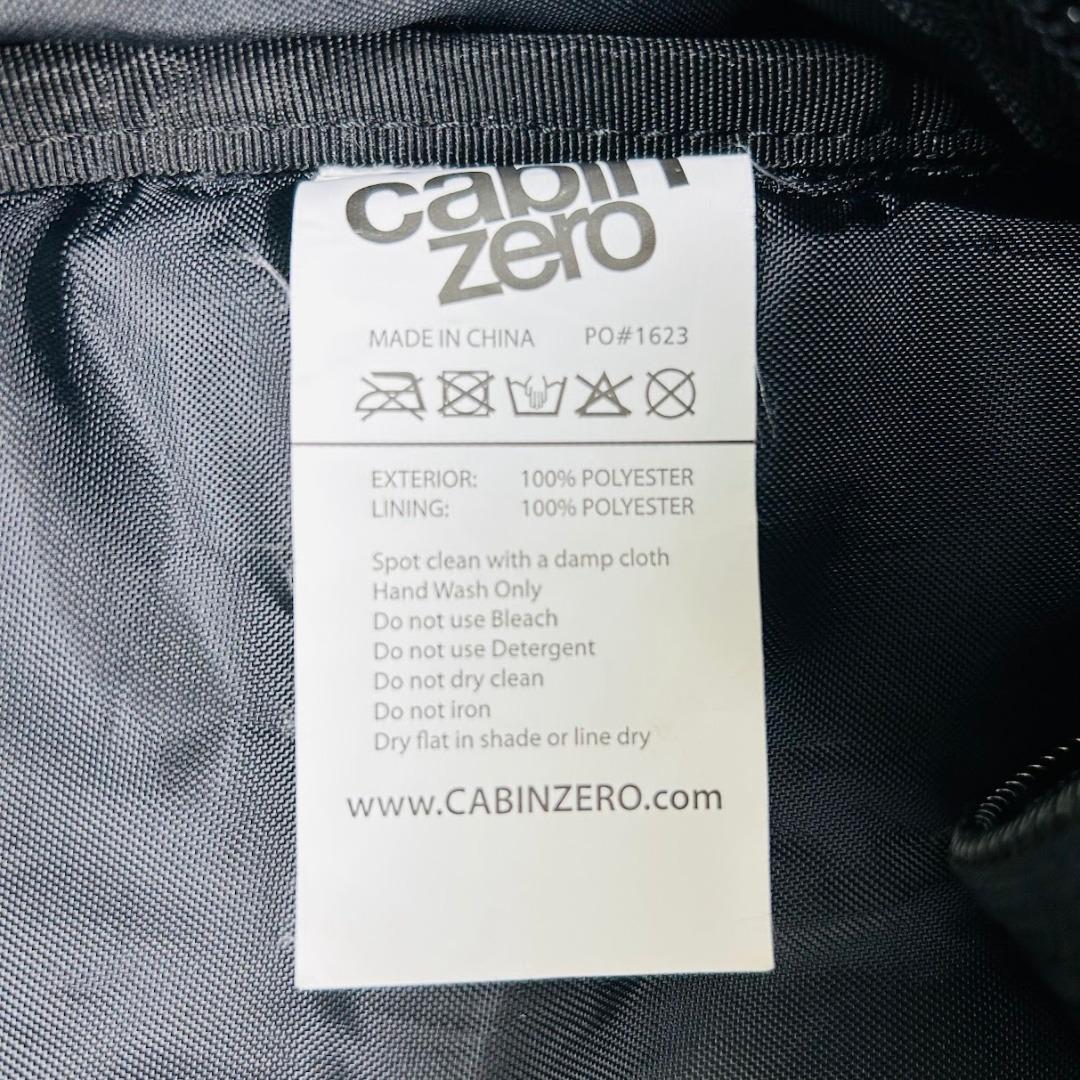 cabin
zero
MADE IN CHINA PO#1623
EXTERIOR: 100% POLYESTER
LINING: 100% POLYESTER
Spot clean with a damp cloth
Hand Wash Only
Do not use Bleach
Do not use Detergent
Do not dry clean
Do not iron
Dry flat in shade or line dry
www.CABINZERO.com